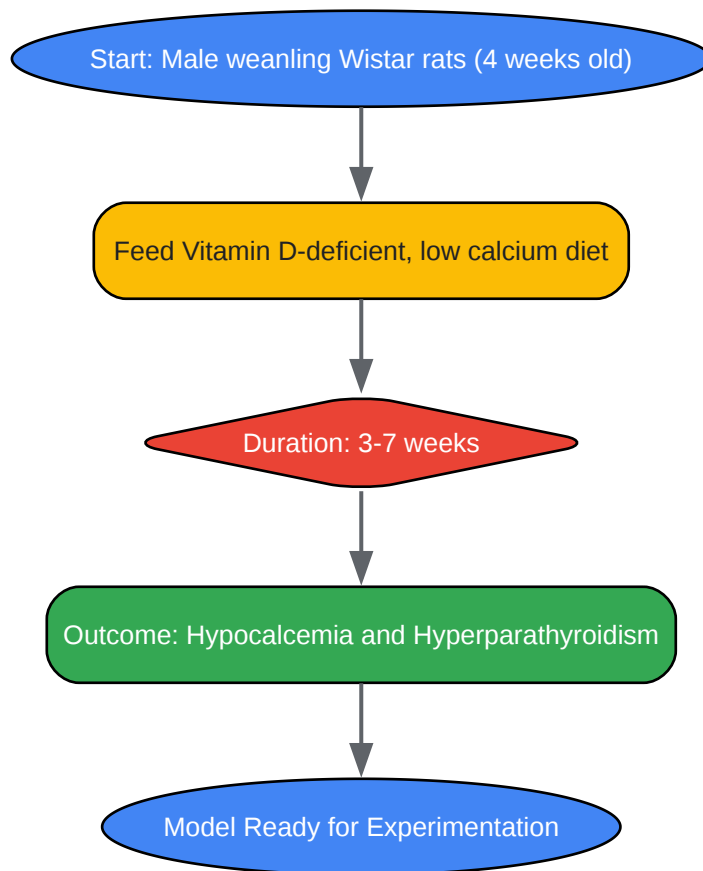 Start: Male weanling Wistar rats (4 weeks old)
Feed Vitamin D-deficient, low calcium diet
Duration: 3-7 weeks
Outcome: Hypocalcemia and Hyperparathyroidism
Model Ready for Experimentation